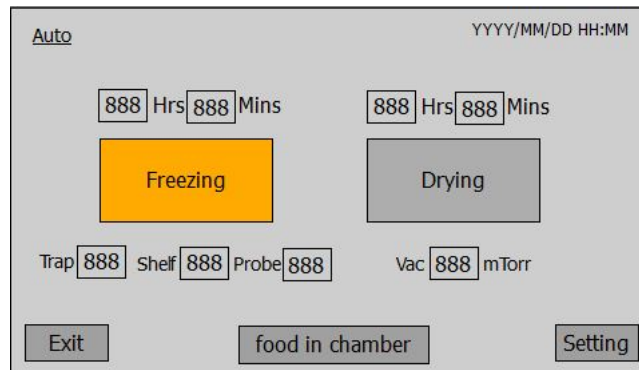 Auto YYYY/MM/DD HH:MM
888 Hrs 888 Mins 888 Hrs 888 Mins
Freezing Drying
Trap 888 Shelf 888 Probe 888 Vac 888 mTorr
Exit food in chamber Setting